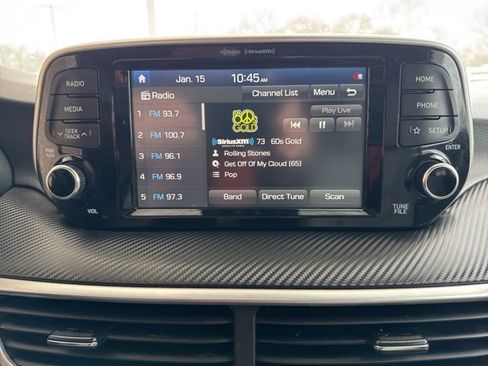 SiriusXM
RADIO
MEDIA
SEEK
TRACK
PWR
VOL
Jan. 15
10:45 AM
Radio
Channel List
Menu
Play Live
1 FM 93.7
2 FM 100.7
3 FM 96.1
4 FM 96.9
5 FM 97.3
60s
GOLD
SiriusXM 73 60s Gold
Rolling Stones
Get Off Of My Cloud (65)
Pop
Band
Direct Tune
Scan
HOME
PHONE
SETUP
ENTER
TUNE
FILE